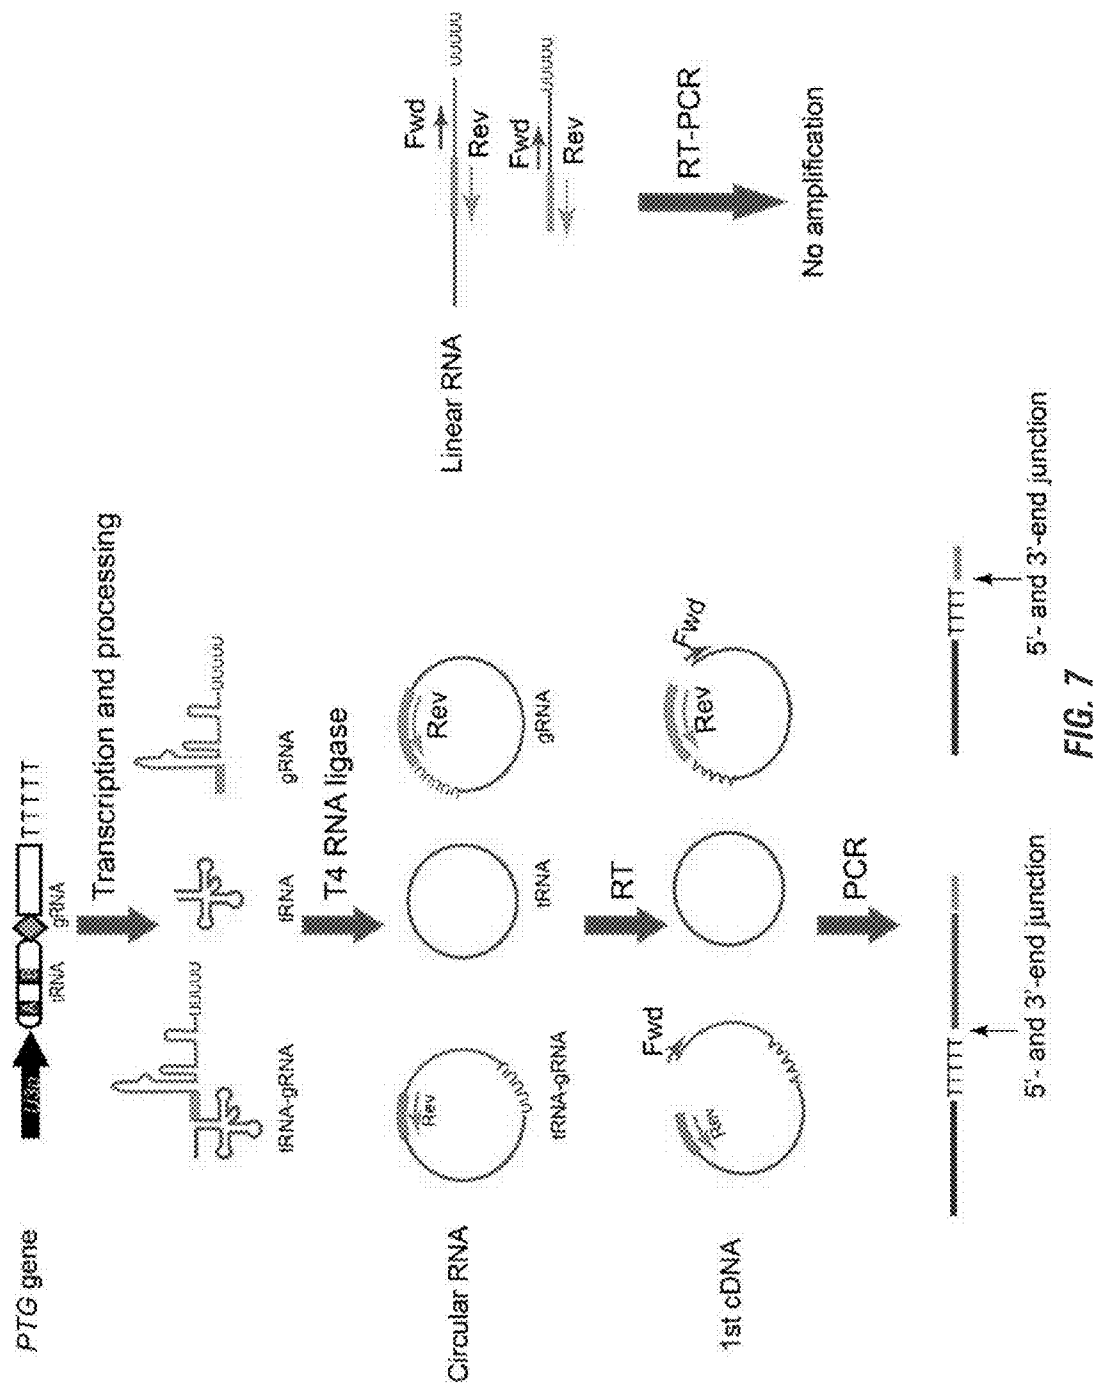 PTG gene
tRNA
gRNA
TTTTT
Transcription and processing
UUUUU
UUUUU
tRNA-gRNA
tRNA
gRNA
T4 RNA ligase
Circular RNA
Rev
UUUUU
Rev
tRNA-gRNA
tRNA
gRNA
RT
1st cDNA
Rev
Fwd
AAAAA
Rev
Fwd
PCR
TTTTT
TTTT
5'- and 3'-end junction
5'- and 3'-end junction
Linear RNA
Fwd
UUUUU
Rev
Fwd
UUUUU
Rev
RT-PCR
No amplification
FIG. 7